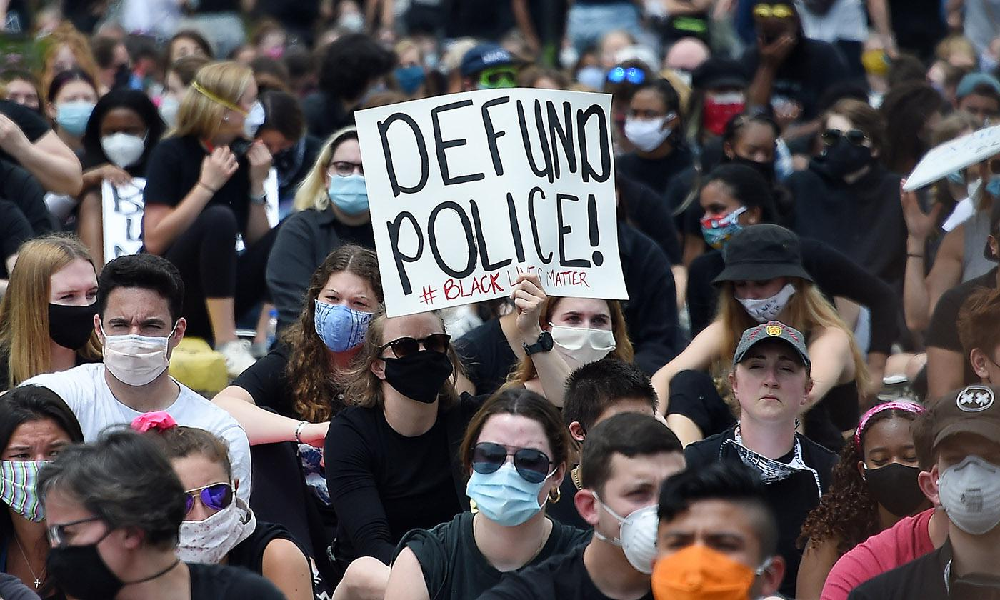 DEFUND
POLICE!
# BLACK LIVES MATTER